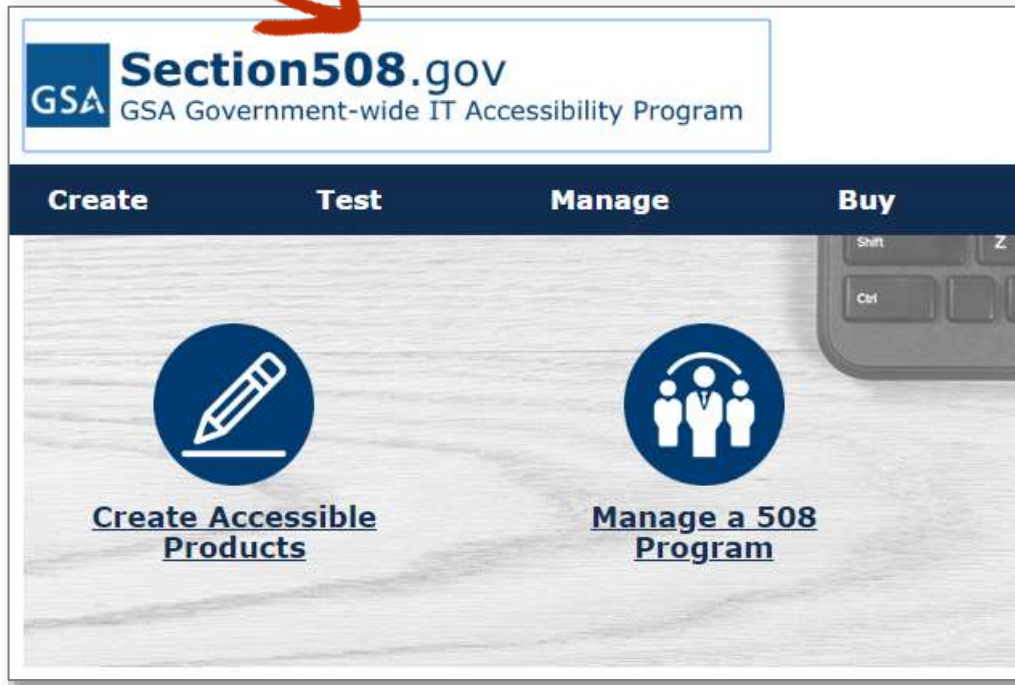 GSA
Section508.gov
GSA Government-wide IT Accessibility Program
Create Test Manage Buy
Shift Z
Ctrl
Create Accessible
Products
Manage a 508
Program